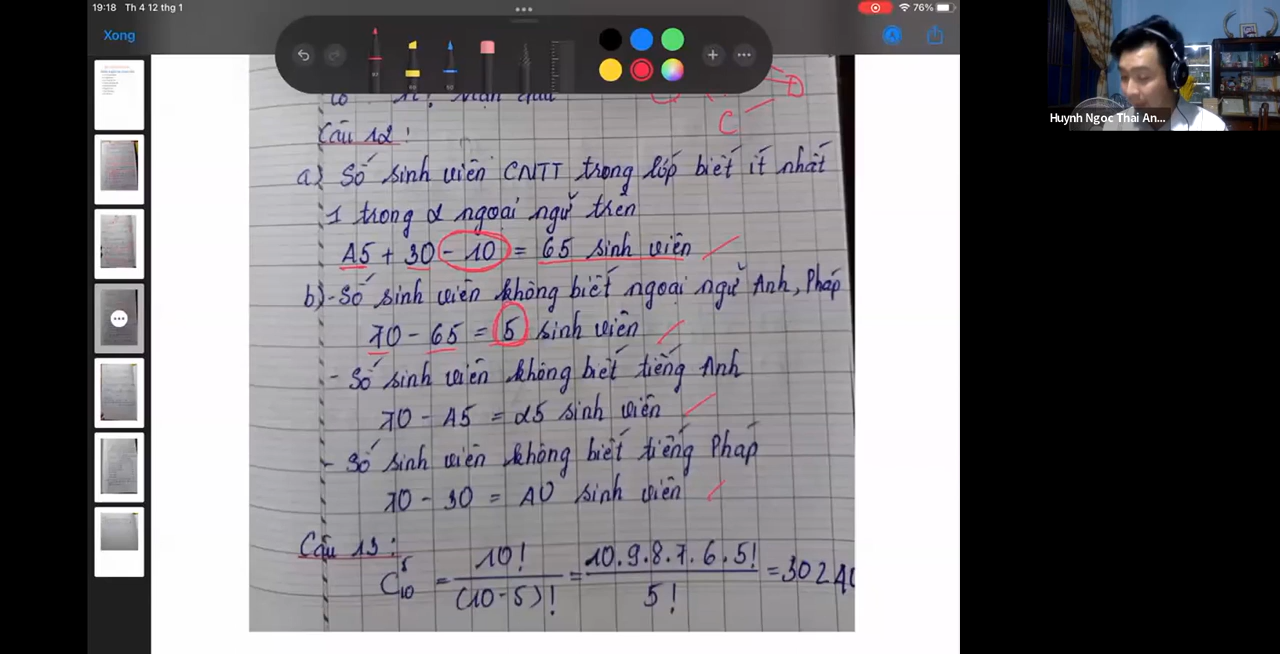 19:18 Th 4 12 thg 1
76%
Xong
Huynh Ngoc Thai An...
D
C
Câu 12:
a) Số sinh viên CNTT trong lớp biết ít nhất
1 trong 2 ngoại ngữ trên
45 + 30 - 10 = 65 sinh viên
b) - Số sinh viên không biết ngoại ngữ Anh, Pháp
70 - 65 = 5 sinh viên
- Số sinh viên không biết tiếng Anh
70 - 45 = 25 sinh viên
- Số sinh viên không biết tiếng Pháp
70 - 30 = 40 sinh viên
Câu 13:
C⁵₁₀ = 10! / (10-5)! = 10.9.8.7.6.5! / 5! = 30240